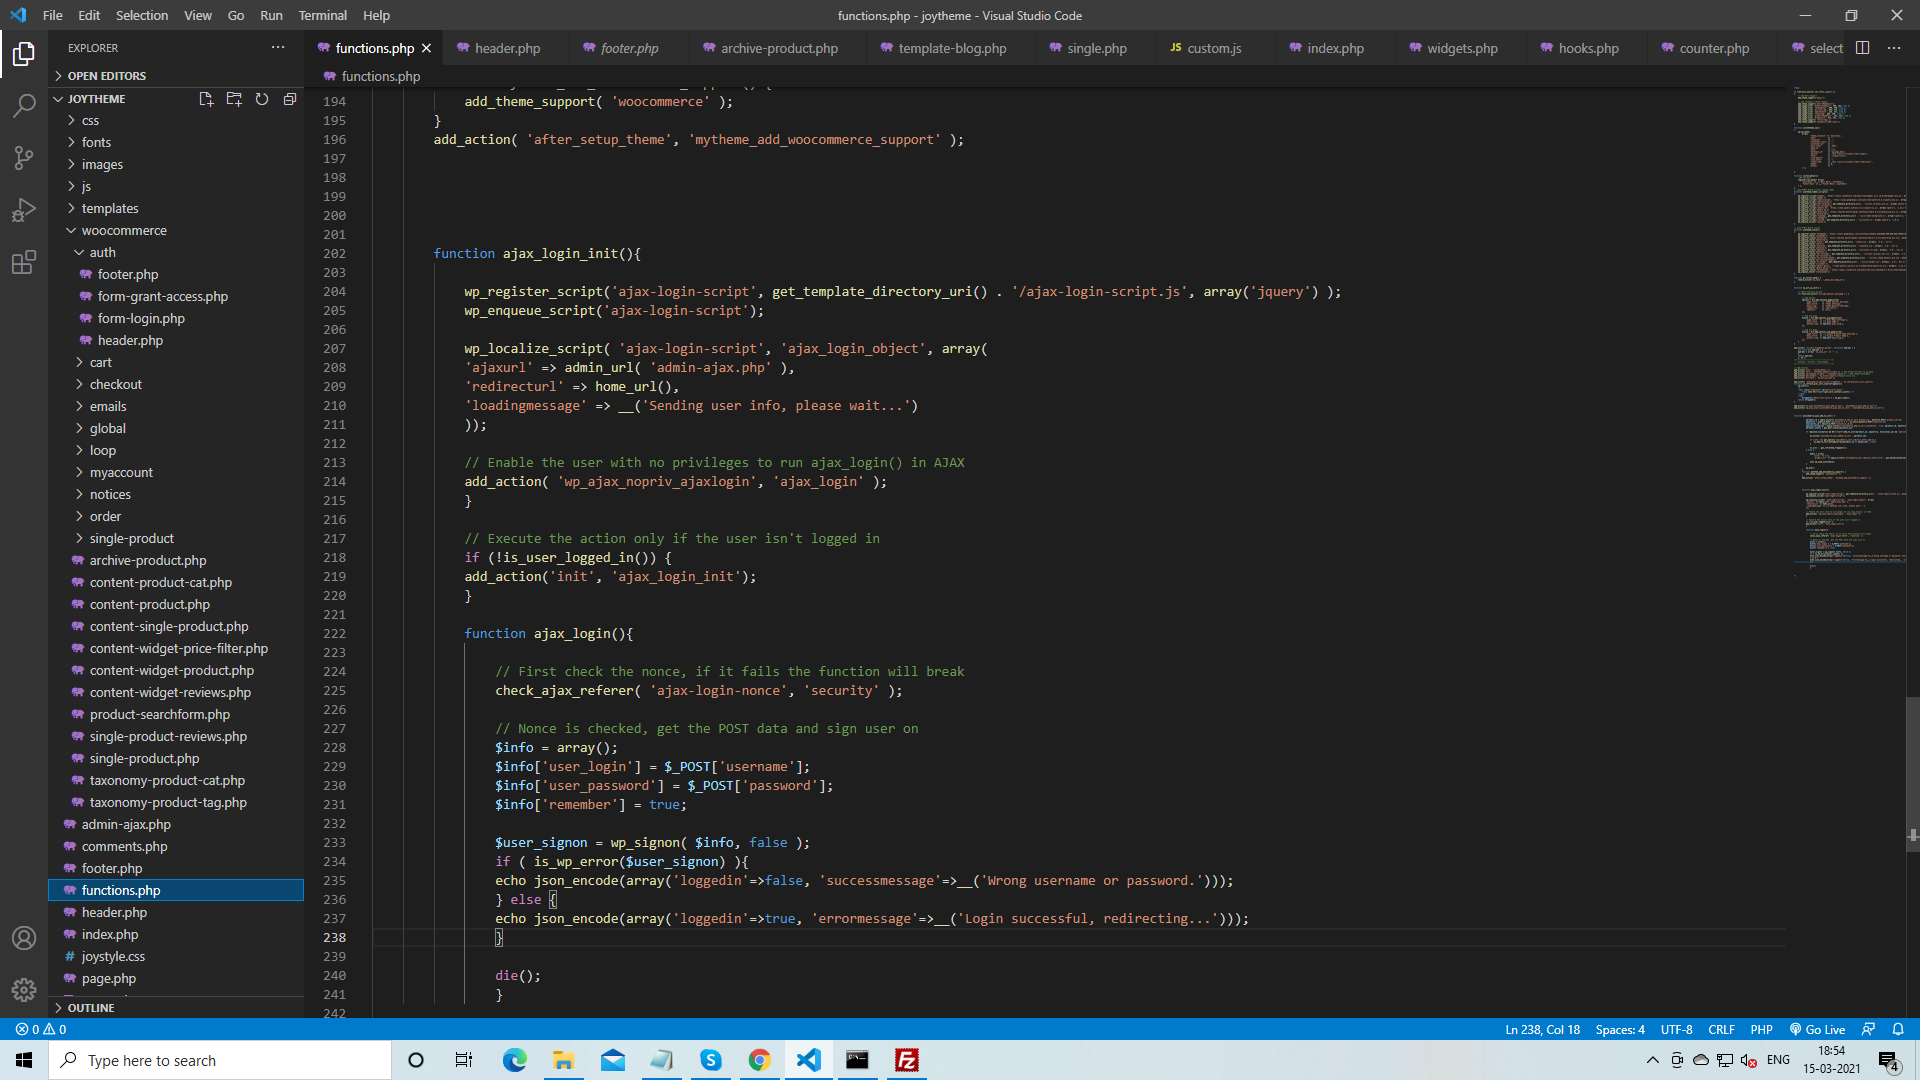 File Edit Selection View Go Run Terminal Help
functions.php - joytheme - Visual Studio Code
EXPLORER
functions.php
header.php
footer.php
archive-product.php
template-blog.php
single.php
JS custom.js
index.php
widgets.php
hooks.php
counter.php
select
OPEN EDITORS
functions.php
JOYTHEME
css
fonts
images
js
templates
woocommerce
auth
footer.php
form-grant-access.php
form-login.php
header.php
cart
checkout
emails
global
loop
myaccount
notices
order
single-product
archive-product.php
content-product-cat.php
content-product.php
content-single-product.php
content-widget-price-filter.php
content-widget-product.php
content-widget-reviews.php
product-searchform.php
single-product-reviews.php
single-product.php
taxonomy-product-cat.php
taxonomy-product-tag.php
admin-ajax.php
comments.php
footer.php
functions.php
header.php
index.php
# joystyle.css
page.php
OUTLINE
194 add_theme_support( 'woocommerce' );
195 }
196 add_action( 'after_setup_theme', 'mytheme_add_woocommerce_support' );
197
198
199
200
201
202 function ajax_login_init(){
203
204 wp_register_script('ajax-login-script', get_template_directory_uri() . '/ajax-login-script.js', array('jquery') );
205 wp_enqueue_script('ajax-login-script');
206
207 wp_localize_script( 'ajax-login-script', 'ajax_login_object', array(
208 'ajaxurl' => admin_url( 'admin-ajax.php' ),
209 'redirecturl' => home_url(),
210 'loadingmessage' => __('Sending user info, please wait...')
211 ));
212
213 // Enable the user with no privileges to run ajax_login() in AJAX
214 add_action( 'wp_ajax_nopriv_ajaxlogin', 'ajax_login' );
215 }
216
217 // Execute the action only if the user isn't logged in
218 if (!is_user_logged_in()) {
219 add_action('init', 'ajax_login_init');
220 }
221
222 function ajax_login(){
223
224 // First check the nonce, if it fails the function will break
225 check_ajax_referer( 'ajax-login-nonce', 'security' );
226
227 // Nonce is checked, get the POST data and sign user on
228 $info = array();
229 $info['user_login'] = $_POST['username'];
230 $info['user_password'] = $_POST['password'];
231 $info['remember'] = true;
232
233 $user_signon = wp_signon( $info, false );
234 if ( is_wp_error($user_signon) ){
235 echo json_encode(array('loggedin'=>false, 'successmessage'=>__('Wrong username or password.')));
236 } else {
237 echo json_encode(array('loggedin'=>true, 'errormessage'=>__('Login successful, redirecting...')));
238 }
239
240 die();
241 }
242
0 0
Ln 238, Col 18 Spaces: 4 UTF-8 CRLF PHP Go Live
Type here to search
ENG
18:54
15-03-2021
4